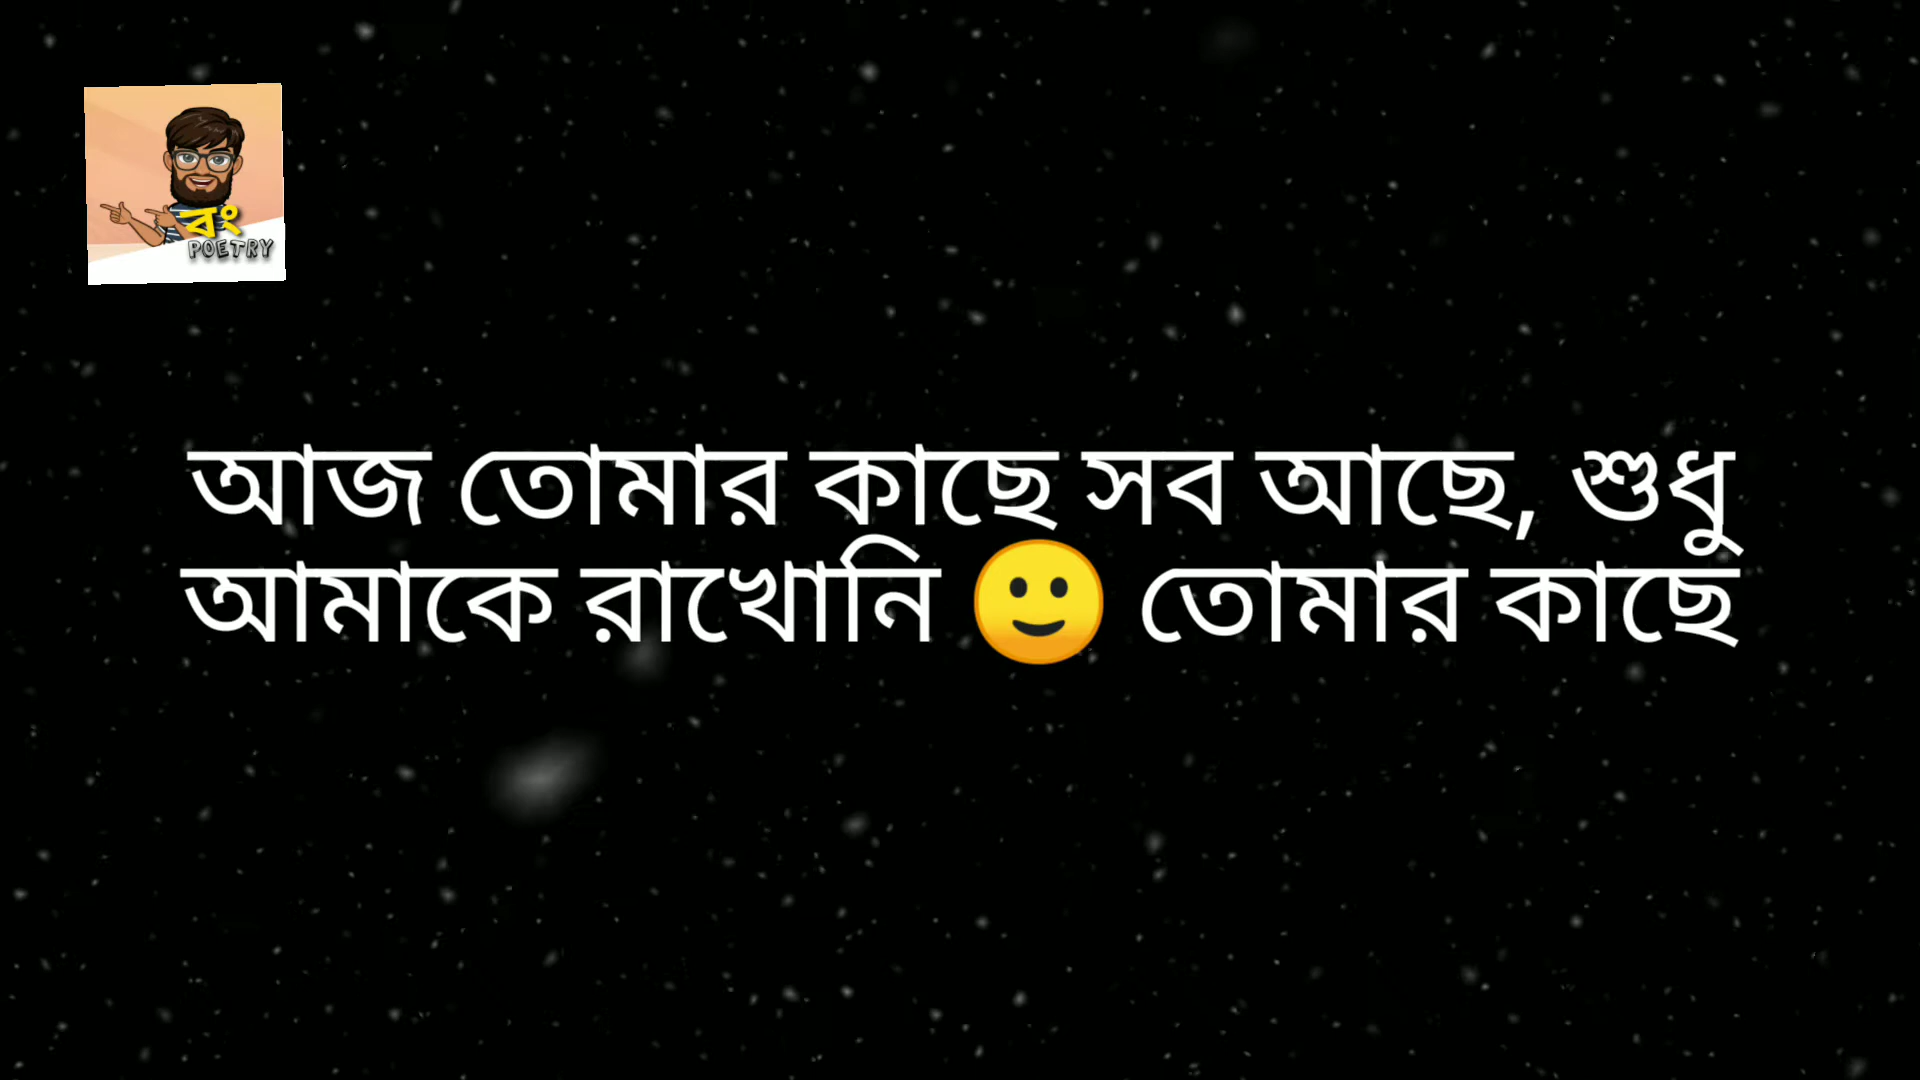 বং
POETRY
আজ তোমার কাছে সব আছে, শুধু
আমাকে রাখোনি 🙂 তোমার কাছে